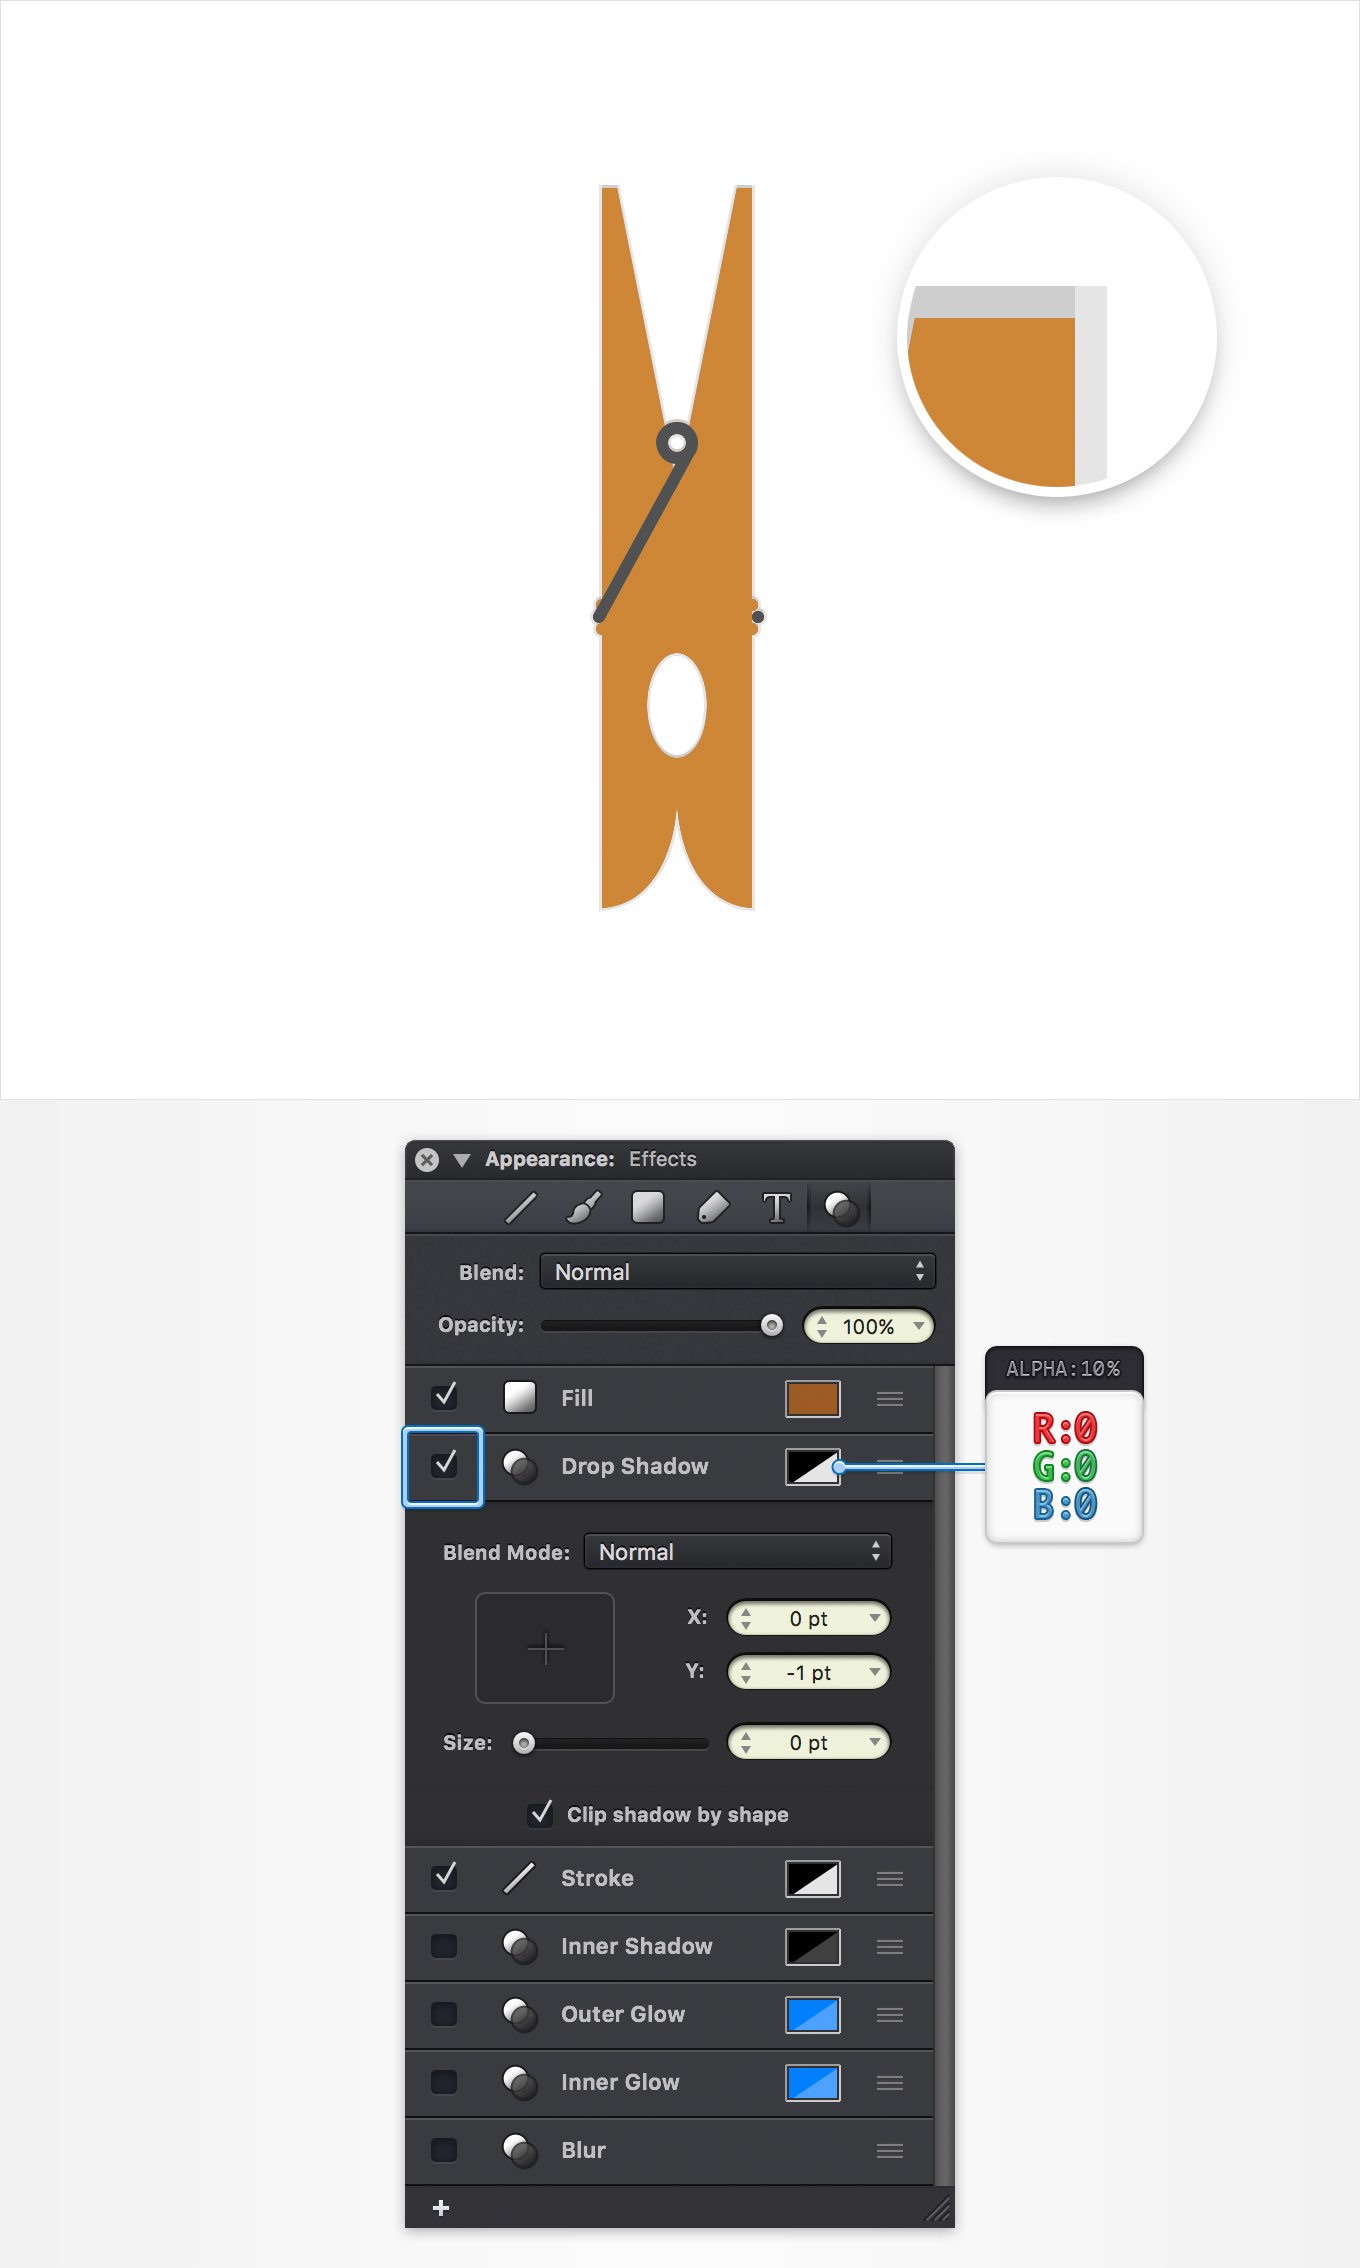 Appearance: Effects
T
Blend: Normal
Opacity: 100%
Fill
Drop Shadow
ALPHA:10%
R:0
G:0
B:0
Blend Mode: Normal
X: 0 pt
Y: -1 pt
Size: 0 pt
Clip shadow by shape
Stroke
Inner Shadow
Outer Glow
Inner Glow
Blur